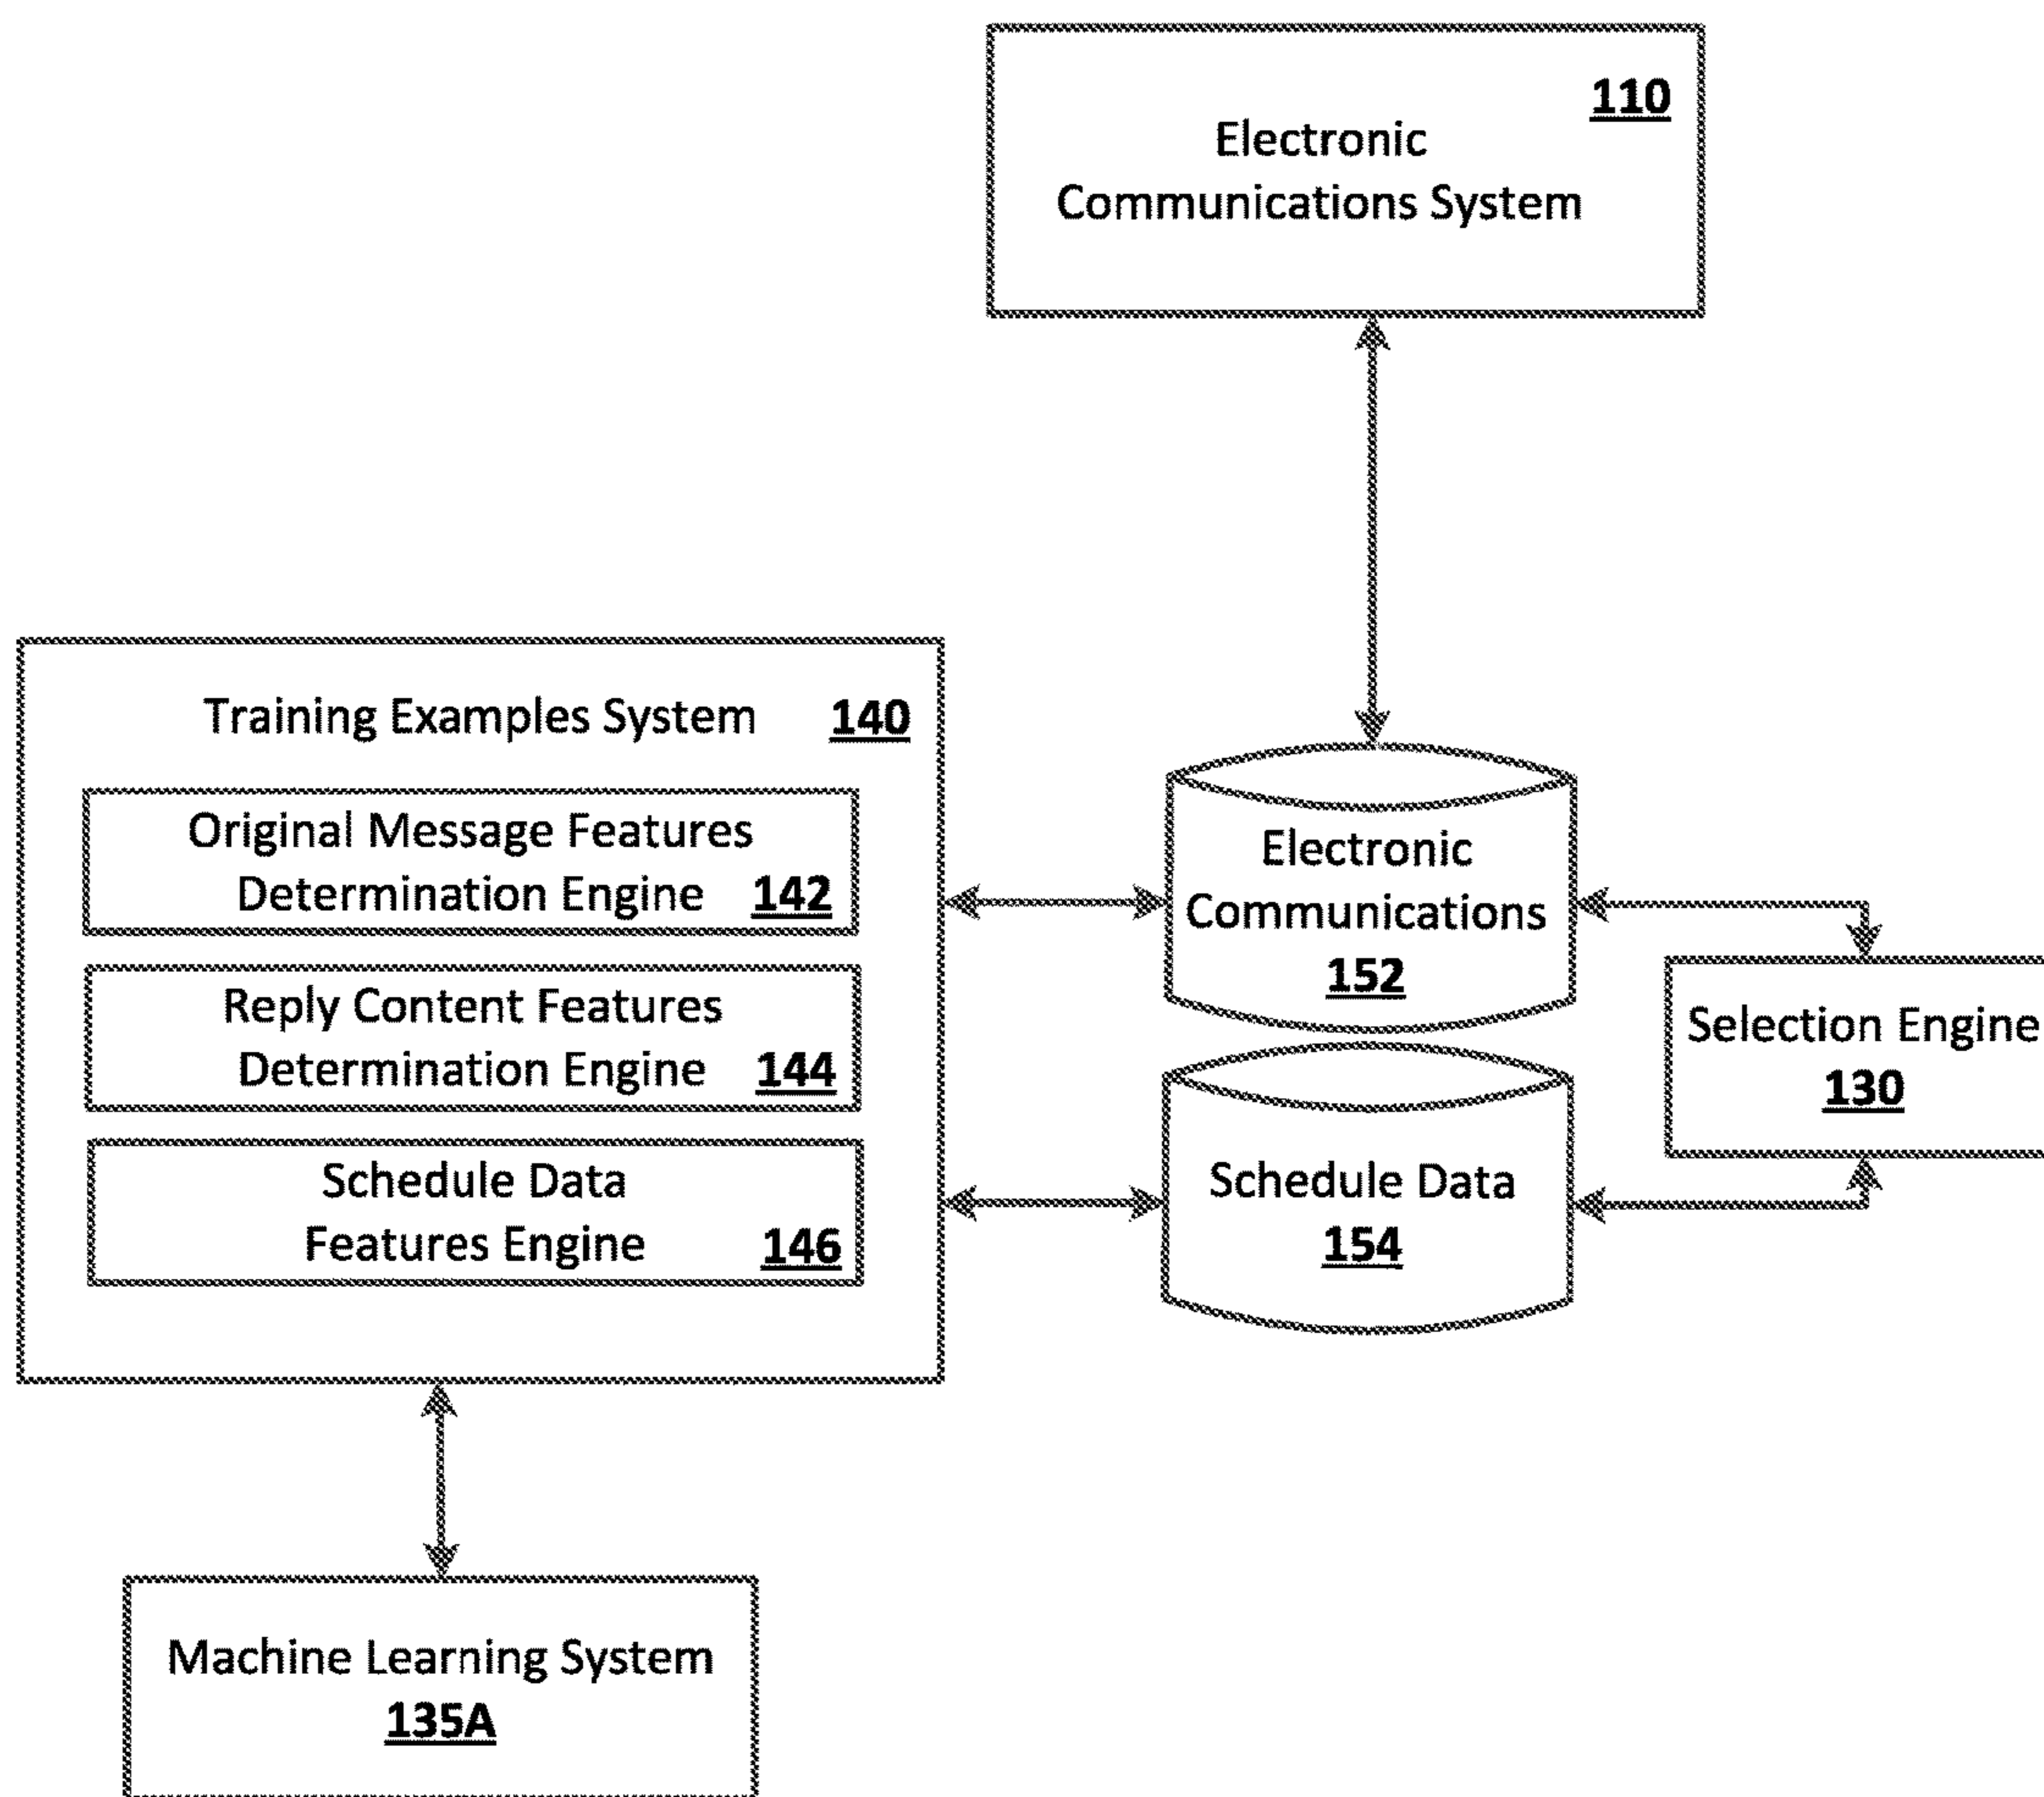 110
Electronic
Communications System
Training Examples System 140
Original Message Features
Determination Engine 142
Reply Content Features
Determination Engine 144
Schedule Data
Features Engine 146
Electronic
Communications
152
Schedule Data
154
Selection Engine
130
Machine Learning System
135A